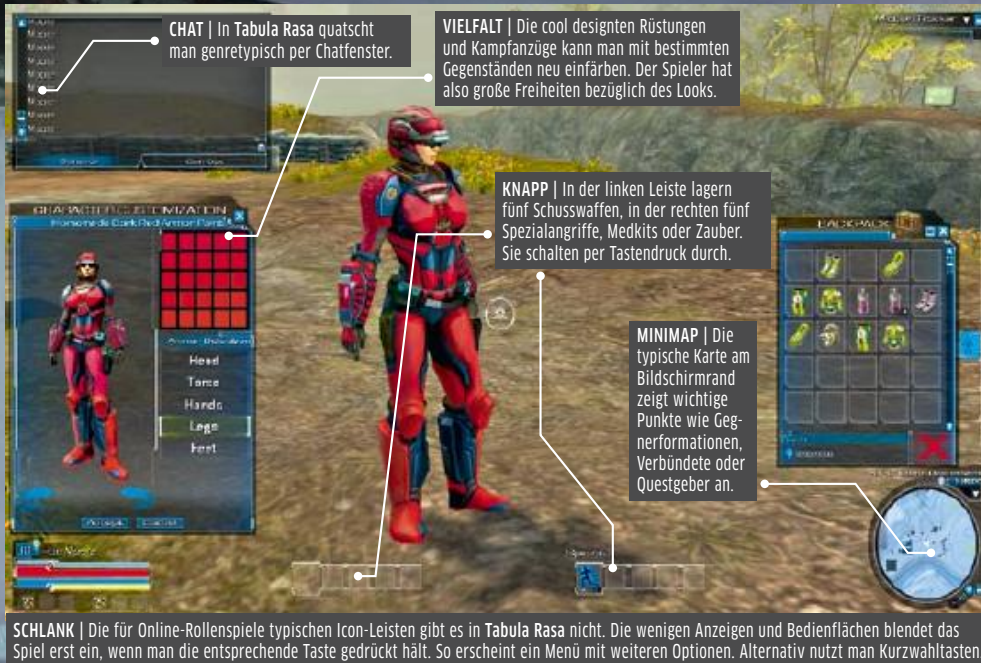 CHAT | In Tabula Rasa quatscht
man genretypisch per Chatfenster.
VIELFALT | Die cool designten Rüstungen
und Kampfanzüge kann man mit bestimmten
Gegenständen neu einfärben. Der Spieler hat
also große Freiheiten bezüglich des Looks.
KNAPP | In der linken Leiste lagern
fünf Schusswaffen, in der rechten fünf
Spezialangriffe, Medkits oder Zauber.
Sie schalten per Tastendruck durch.
CHARACTER CUSTOMIZATION
Head
Torso
Hands
Legs
Feet
BACKPACK
MINIMAP | Die
typische Karte am
Bildschirmrand
zeigt wichtige
Punkte wie Geg-
nerformationen,
Verbündete oder
Questgeber an.
SCHLANK | Die für Online-Rollenspiele typischen Icon-Leisten gibt es in Tabula Rasa nicht. Die wenigen Anzeigen und Bedienflächen blendet das
Spiel erst ein, wenn man die entsprechende Taste gedrückt hält. So erscheint ein Menü mit weiteren Optionen. Alternativ nutzt man Kurzwahltasten